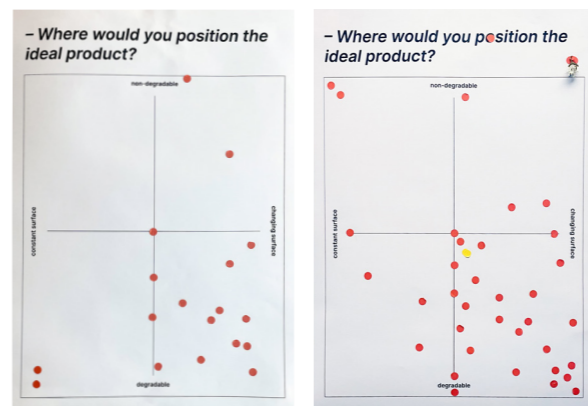 – Where would you position the
ideal product?
non-degradable
constant surface
changing surface
degradable
– Where would you position the
ideal product?
non-degradable
constant surface
changing surface
degradable